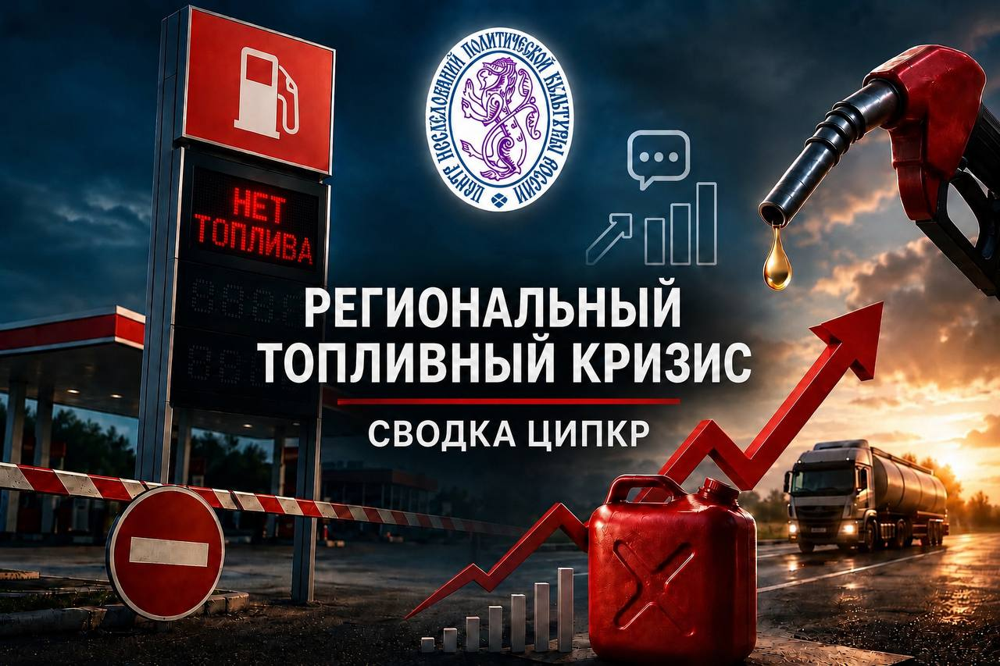 ЦЕНТР ИССЛЕДОВАНИЙ ПОЛИТИЧЕСКОЙ КУЛЬТУРЫ РОССИИ
НЕТ
ТОПЛИВА
РЕГИОНАЛЬНЫЙ
ТОПЛИВНЫЙ КРИЗИС
СВОДКА ЦИПКР